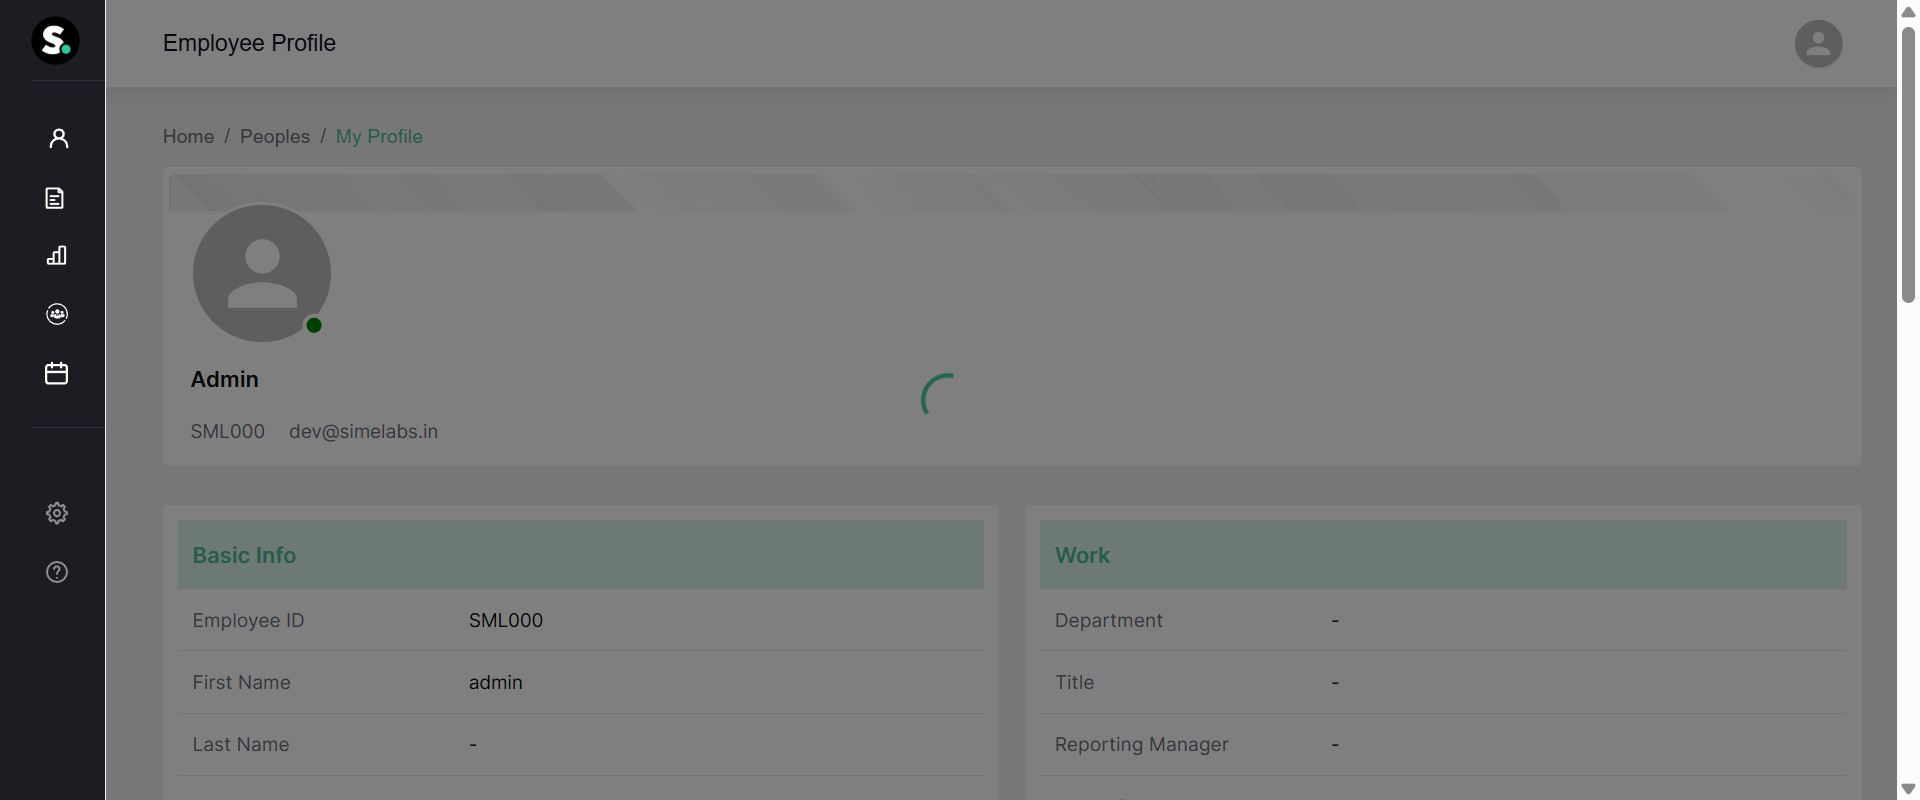 S.
Employee Profile
Home / Peoples / My Profile
Admin
SML000 dev@simelabs.in
Basic Info
Employee ID SML000
First Name admin
Last Name -
Work
Department -
Title -
Reporting Manager -